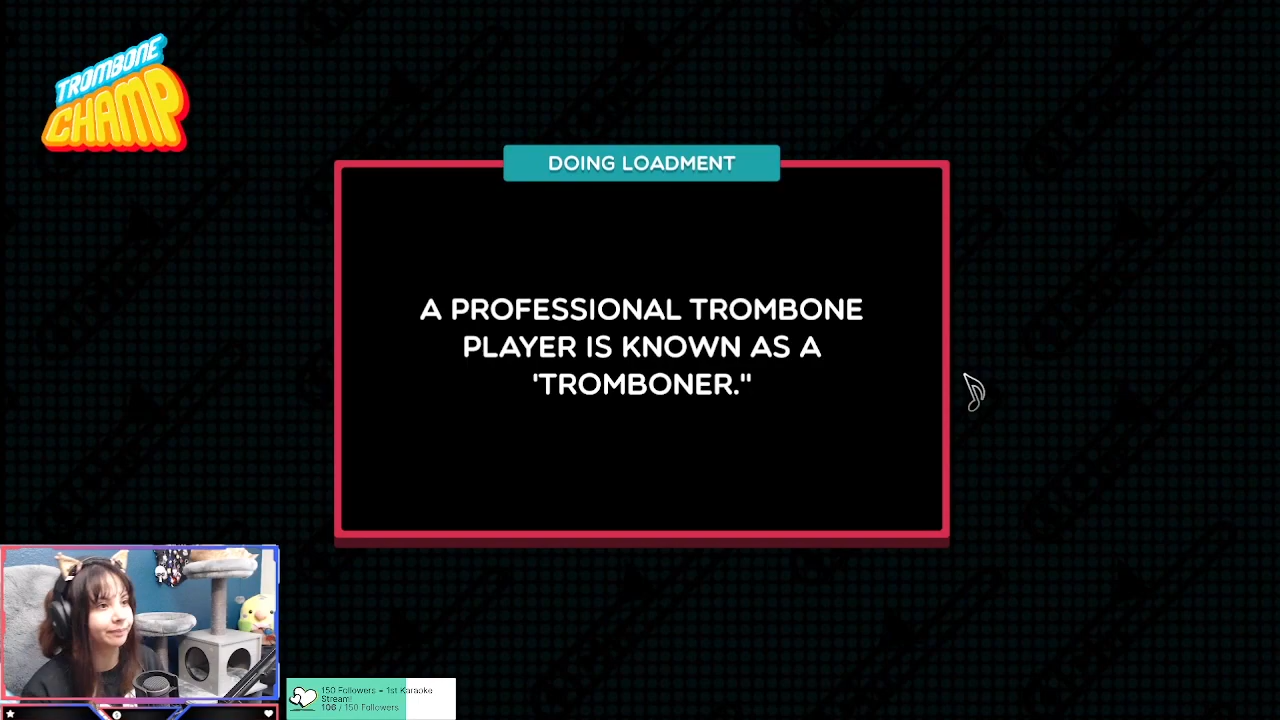 TROMBONE
CHAMP
DOING LOADMENT
A PROFESSIONAL TROMBONE
PLAYER IS KNOWN AS A
'TROMBONER."
150 Followers = 1st Karaoke
Stream!
106 / 150 Followers